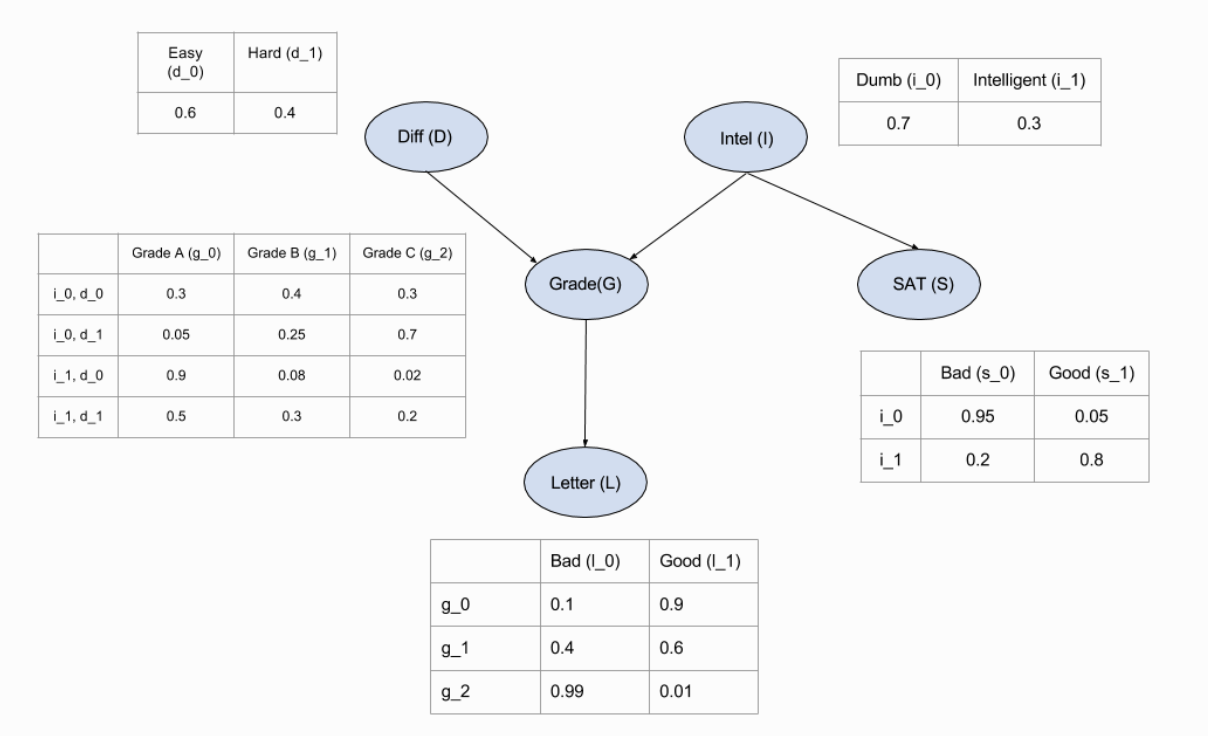 Easy (d_0) Hard (d_1)
0.6 0.4
Dumb (i_0) Intelligent (i_1)
0.7 0.3
Diff (D)
Intel (I)
Grade A (g_0) Grade B (g_1) Grade C (g_2)
i_0, d_0 0.3 0.4 0.3
i_0, d_1 0.05 0.25 0.7
i_1, d_0 0.9 0.08 0.02
i_1, d_1 0.5 0.3 0.2
Grade(G)
SAT (S)
Bad (s_0) Good (s_1)
i_0 0.95 0.05
i_1 0.2 0.8
Letter (L)
Bad (l_0) Good (l_1)
g_0 0.1 0.9
g_1 0.4 0.6
g_2 0.99 0.01